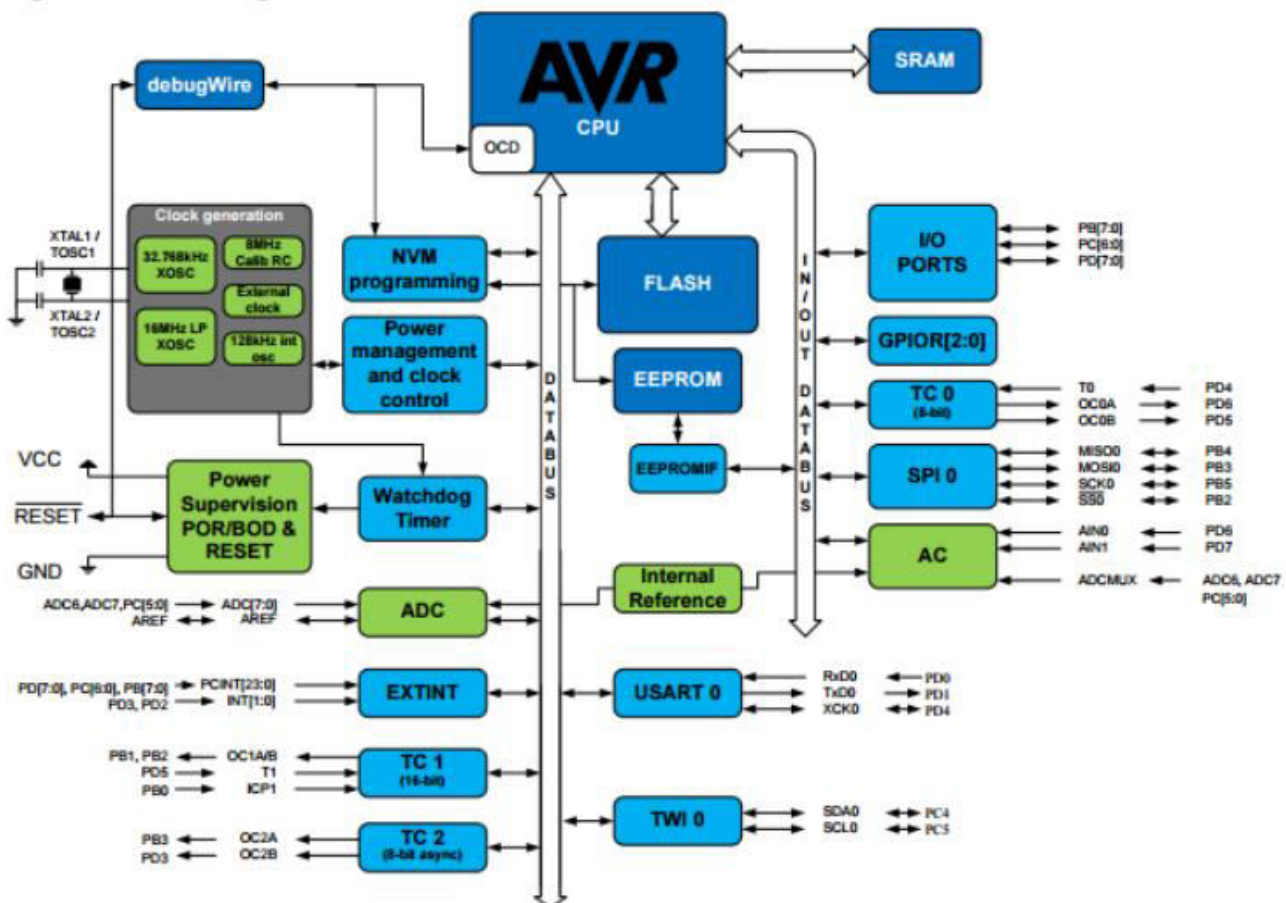 AVR
CPU
OCD
SRAM
debugWire
Clock generation
XTAL1 /
TOSC1
32.768kHz
XOSC
8MHz
Calib RC
External
clock
XTAL2 /
TOSC2
16MHz LP
XOSC
128kHz int
osc
NVM
programming
FLASH
Power
management
and clock
control
EEPROM
EEPROMIF
DATABUS
IN/OUT DATABUS
I/O
PORTS
PB[7:0]
PC[6:0]
PD[7:0]
GPIOR[2:0]
TC 0
(8-bit)
T0 PD4
OC0A PD6
OC0B PD5
SPI 0
MISO0 PB4
MOSI0 PB3
SCK0 PB5
SS0 PB2
AC
AIN0 PD6
AIN1 PD7
ADCMUX ADC6, ADC7
PC[5:0]
VCC
RESET
GND
Power
Supervision
POR/BOD &
RESET
Watchdog
Timer
Internal
Reference
ADC6,ADC7,PC[5:0] ADC[7:0]
AREF AREF
ADC
PD[7:0], PC[6:0], PB[7:0] PCINT[23:0]
PD3, PD2 INT[1:0]
EXTINT
USART 0
RxD0 PD0
TxD0 PD1
XCK0 PD4
PB1, PB2 OC1A/B
PD5 T1
PB0 ICP1
TC 1
(16-bit)
TWI 0
SDA0 PC4
SCL0 PC5
PB3 OC2A
PD3 OC2B
TC 2
(8-bit async)